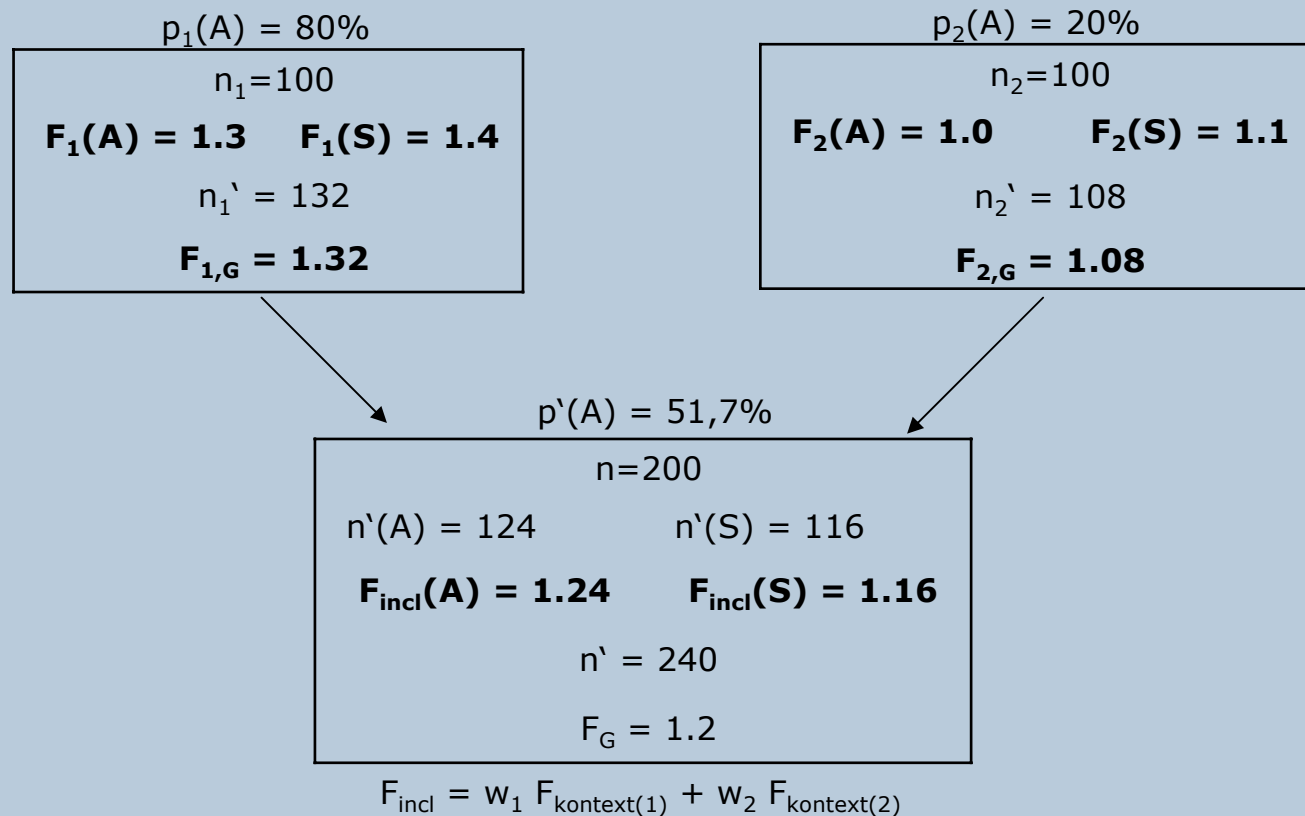 p₁(A) = 80%
n₁=100
F₁(A) = 1.3 F₁(S) = 1.4
n₁‘ = 132
F₁,G = 1.32
p₂(A) = 20%
n₂=100
F₂(A) = 1.0 F₂(S) = 1.1
n₂‘ = 108
F₂,G = 1.08
p‘(A) = 51,7%
n=200
n‘(A) = 124 n‘(S) = 116
Fincl(A) = 1.24 Fincl(S) = 1.16
n‘ = 240
FG = 1.2
Fincl = w₁ Fkontext(1) + w₂ Fkontext(2)